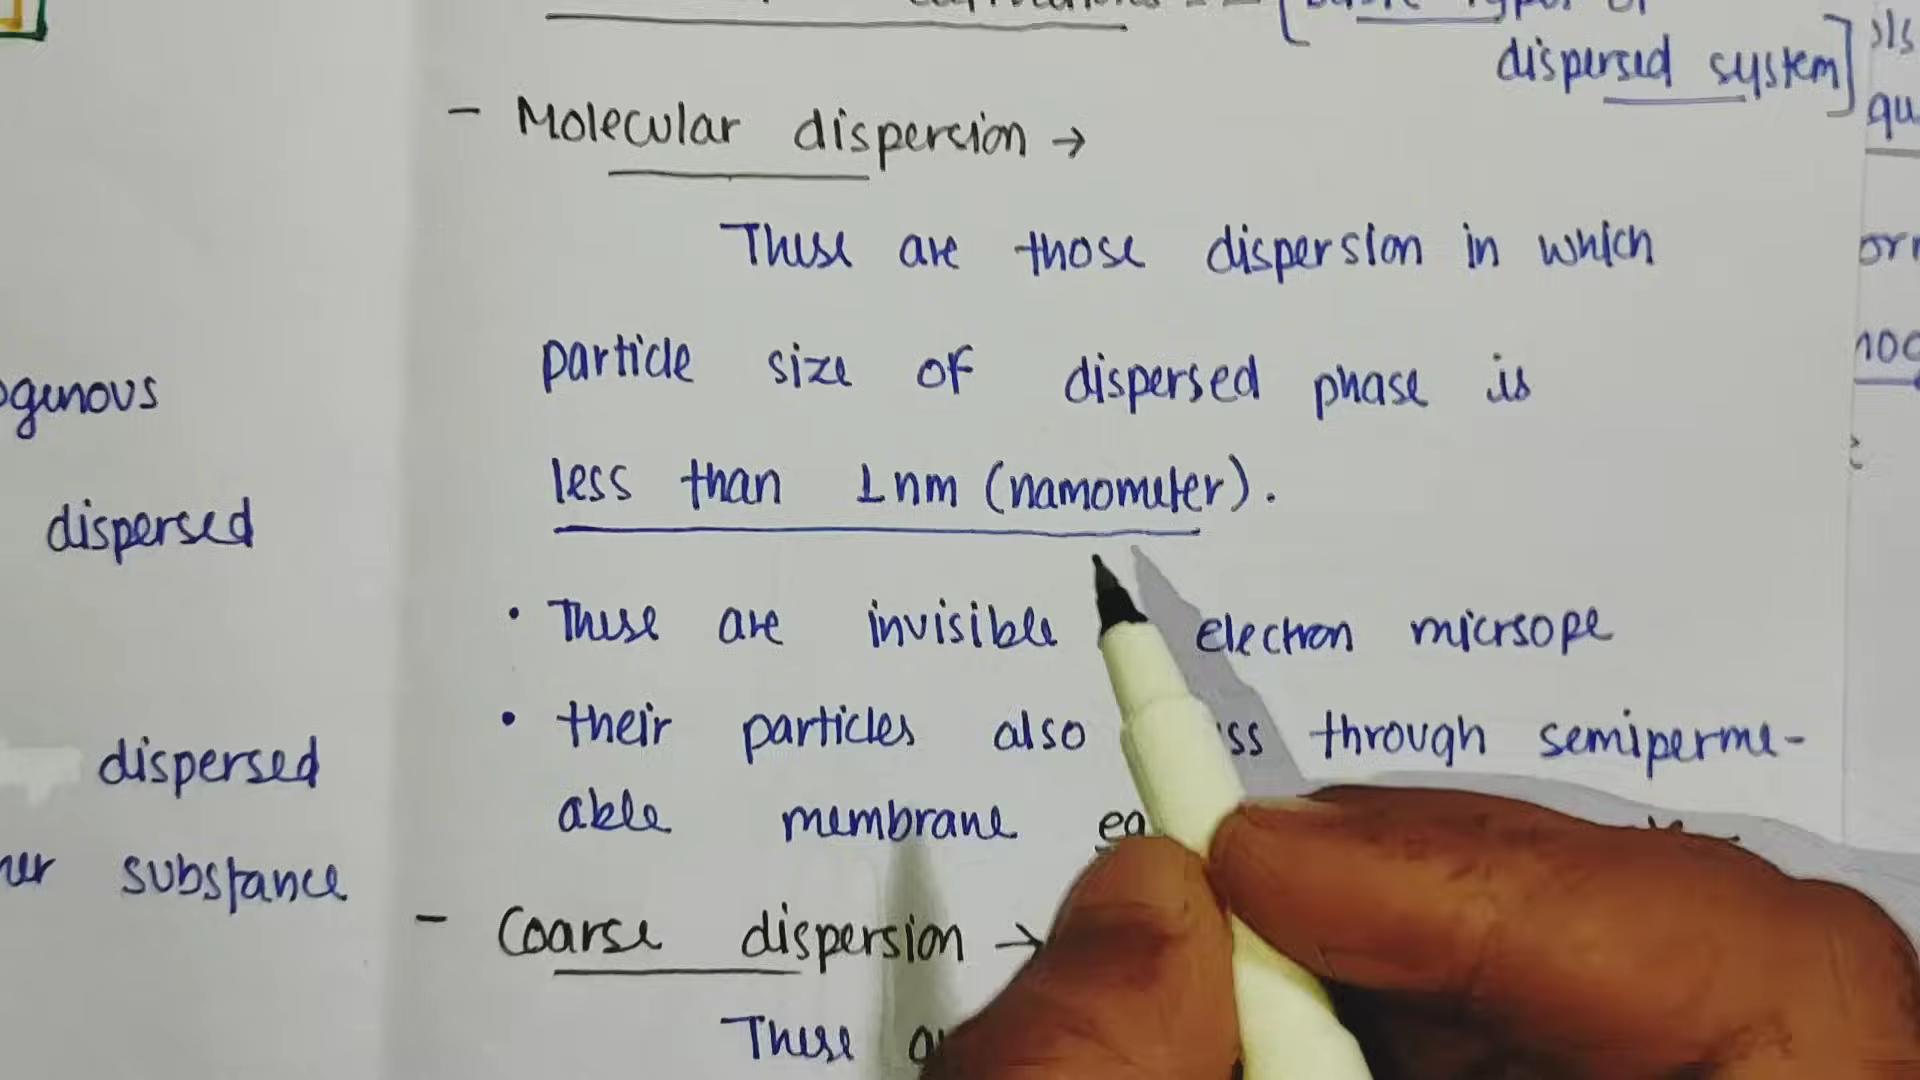 dispersed system]
- Molecular dispersion →
These are those dispersion in which
particle size of dispersed phase is
less than 1nm (namometer).
• These are invisible electron micrsope
• their particles also through semiperme-
able membrane
- Coarse dispersion →
These
dispersed
dispersed
substance